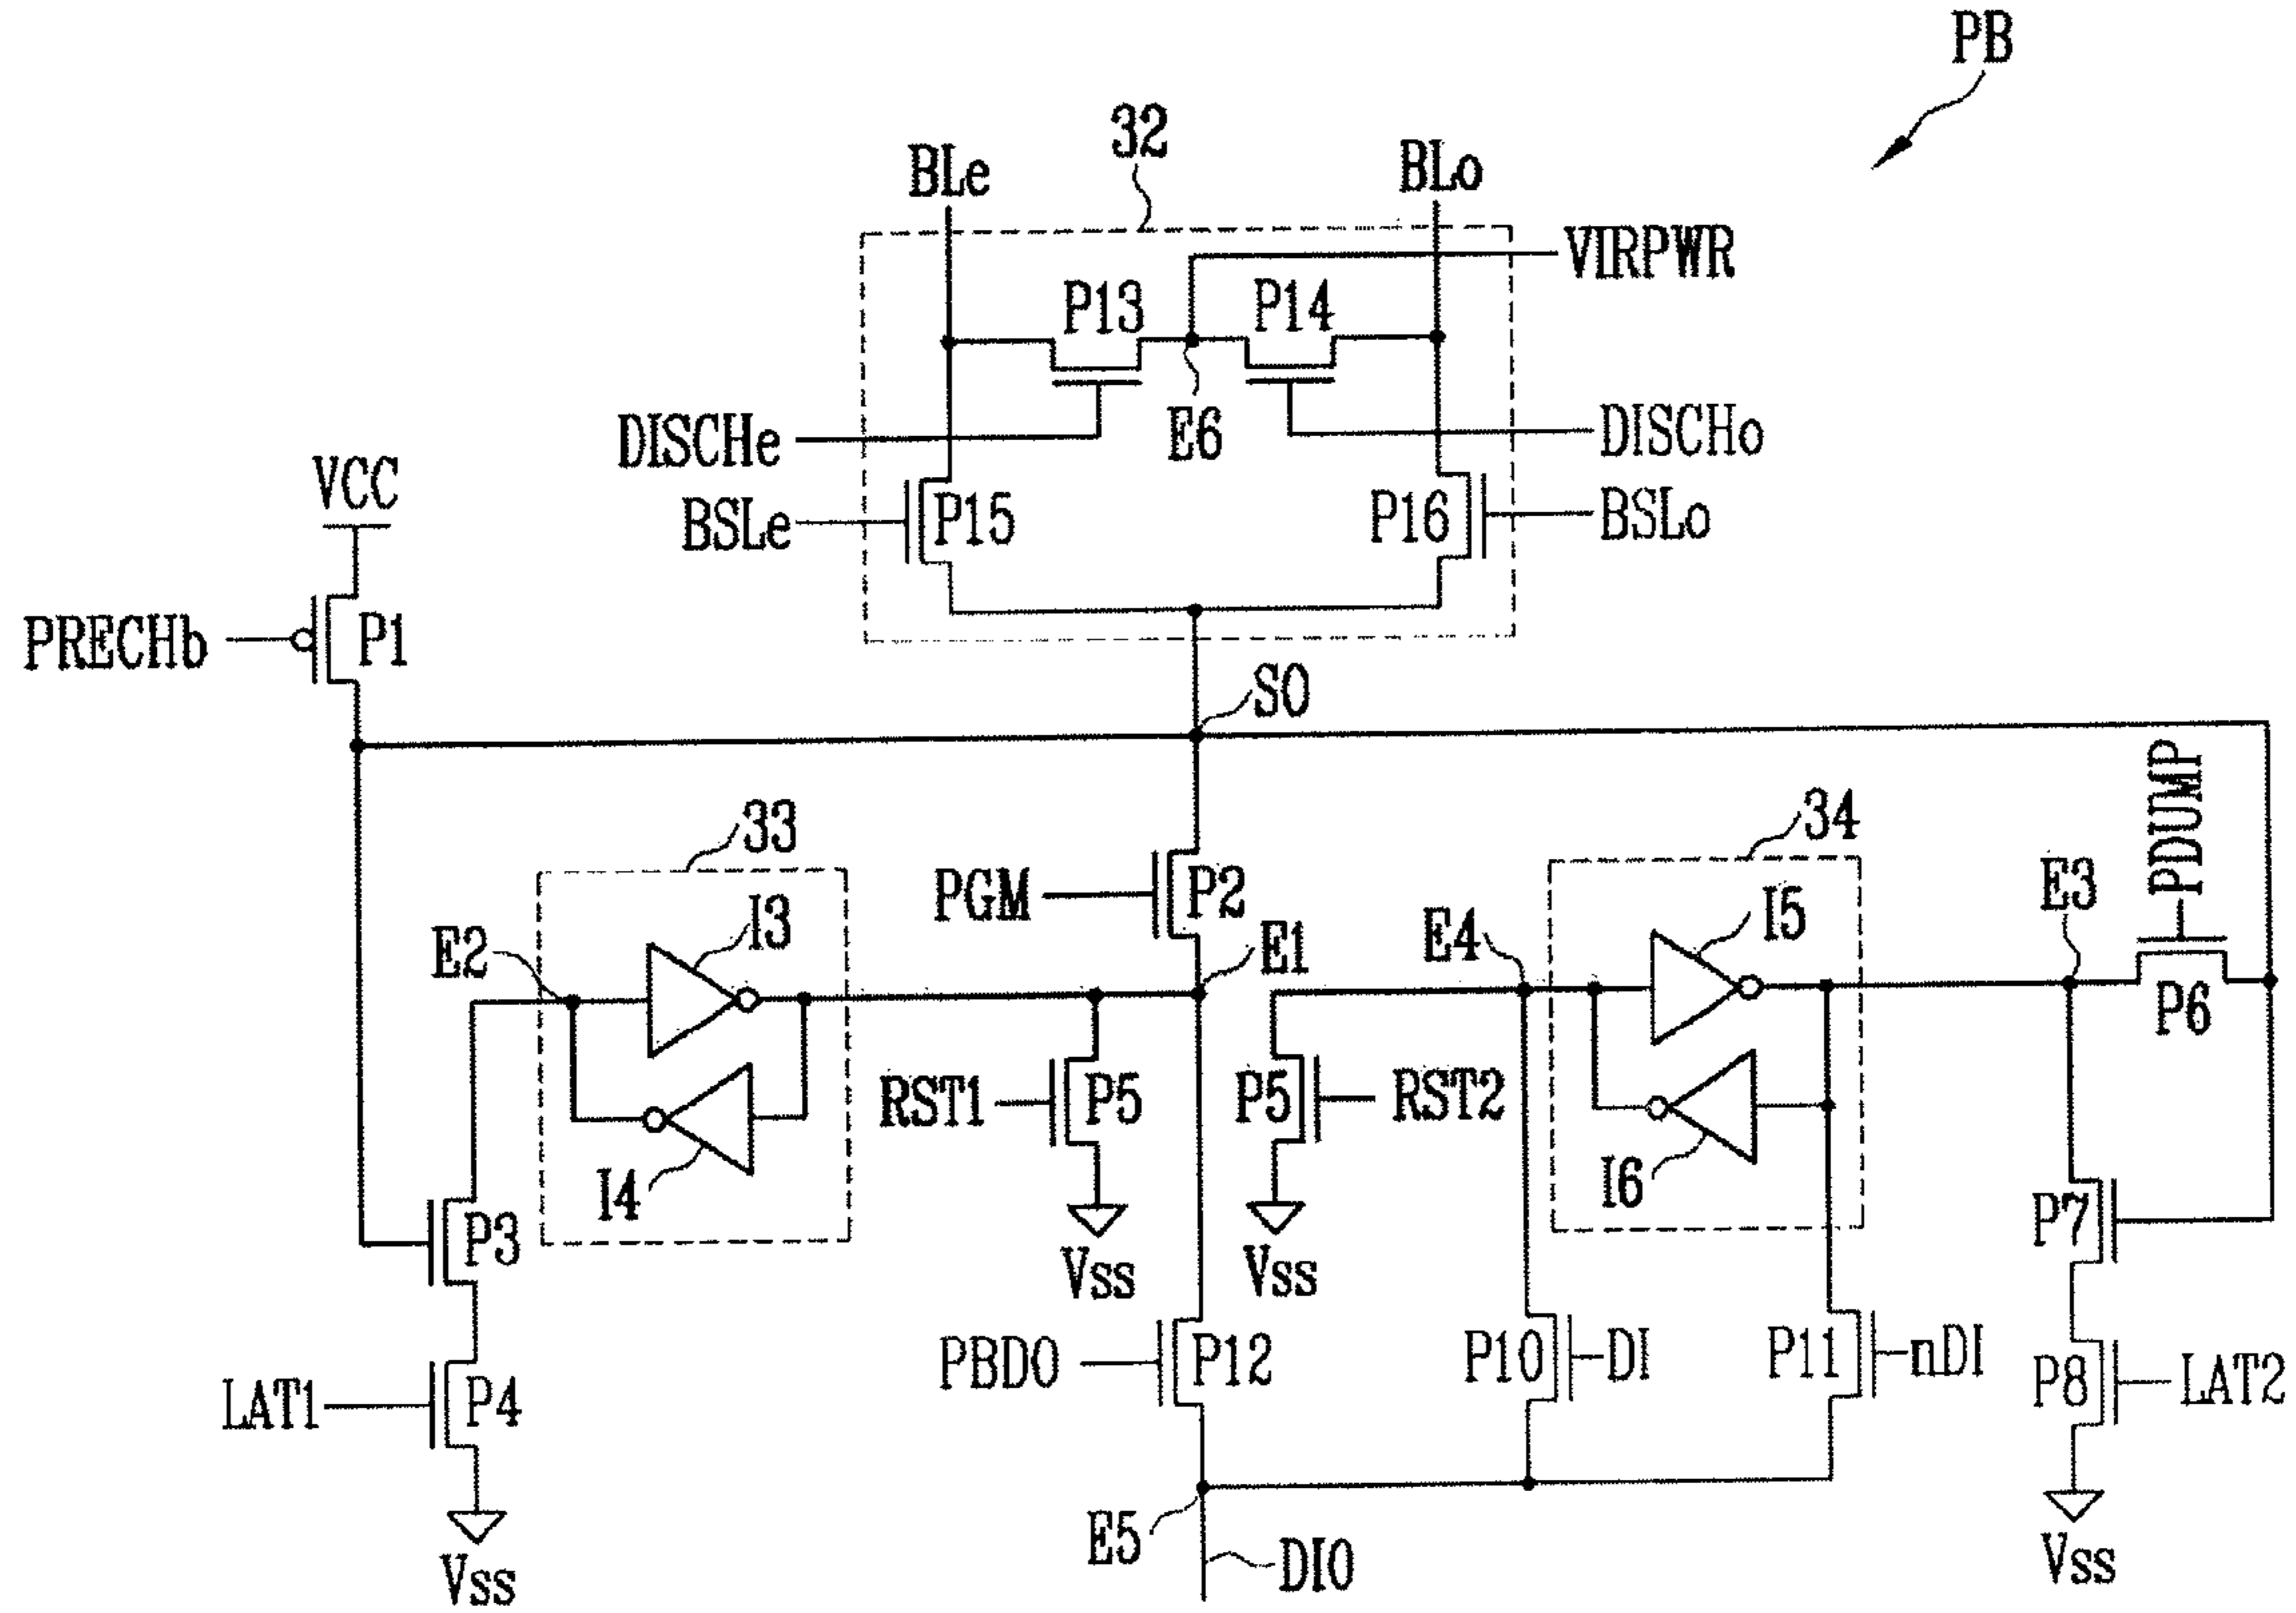 PB
32
BLe
BLo
VIRPWR
P13
P14
DISCHe
E6
DISCHo
VCC
BSLe
P15
P16
BSLo
PRECHb
P1
SO
PDUMP
33
34
PGM
P2
E3
I3
I5
E2
E1
E4
P6
RST1
P5
P5
RST2
I4
I6
P3
P7
Vss
Vss
PBDO
P12
P10
DI
P11
nDI
LAT1
P4
P8
LAT2
E5
DIO
Vss
Vss